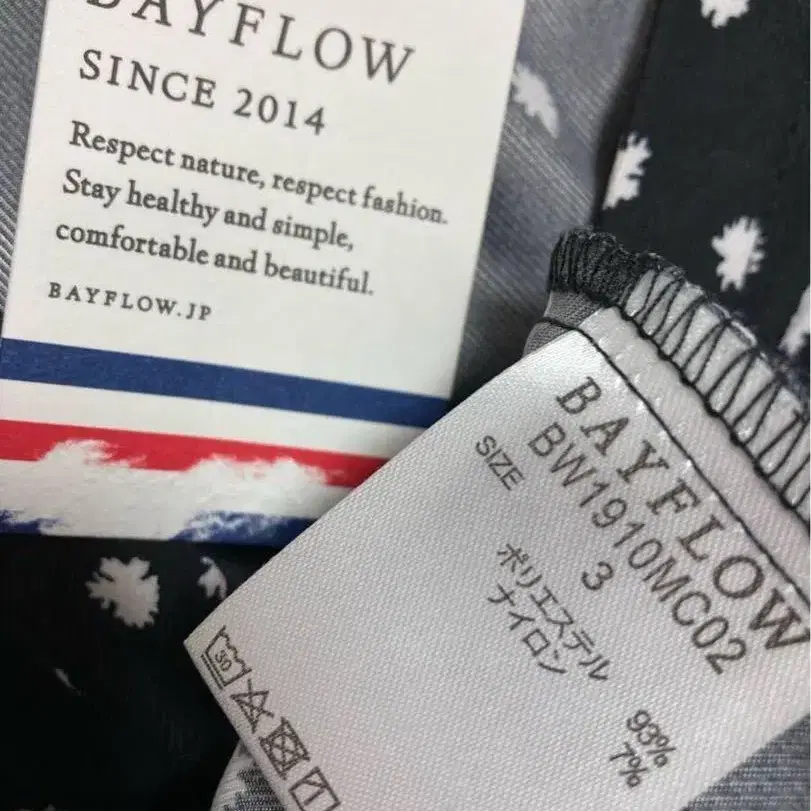 BAYFLOW
SINCE 2014
Respect nature, respect fashion.
Stay healthy and simple,
comfortable and beautiful.
BAYFLOW.JP
BAYFLOW
BW1910MC02
SIZE 3
ポリエステル 93%
ナイロン 7%
30